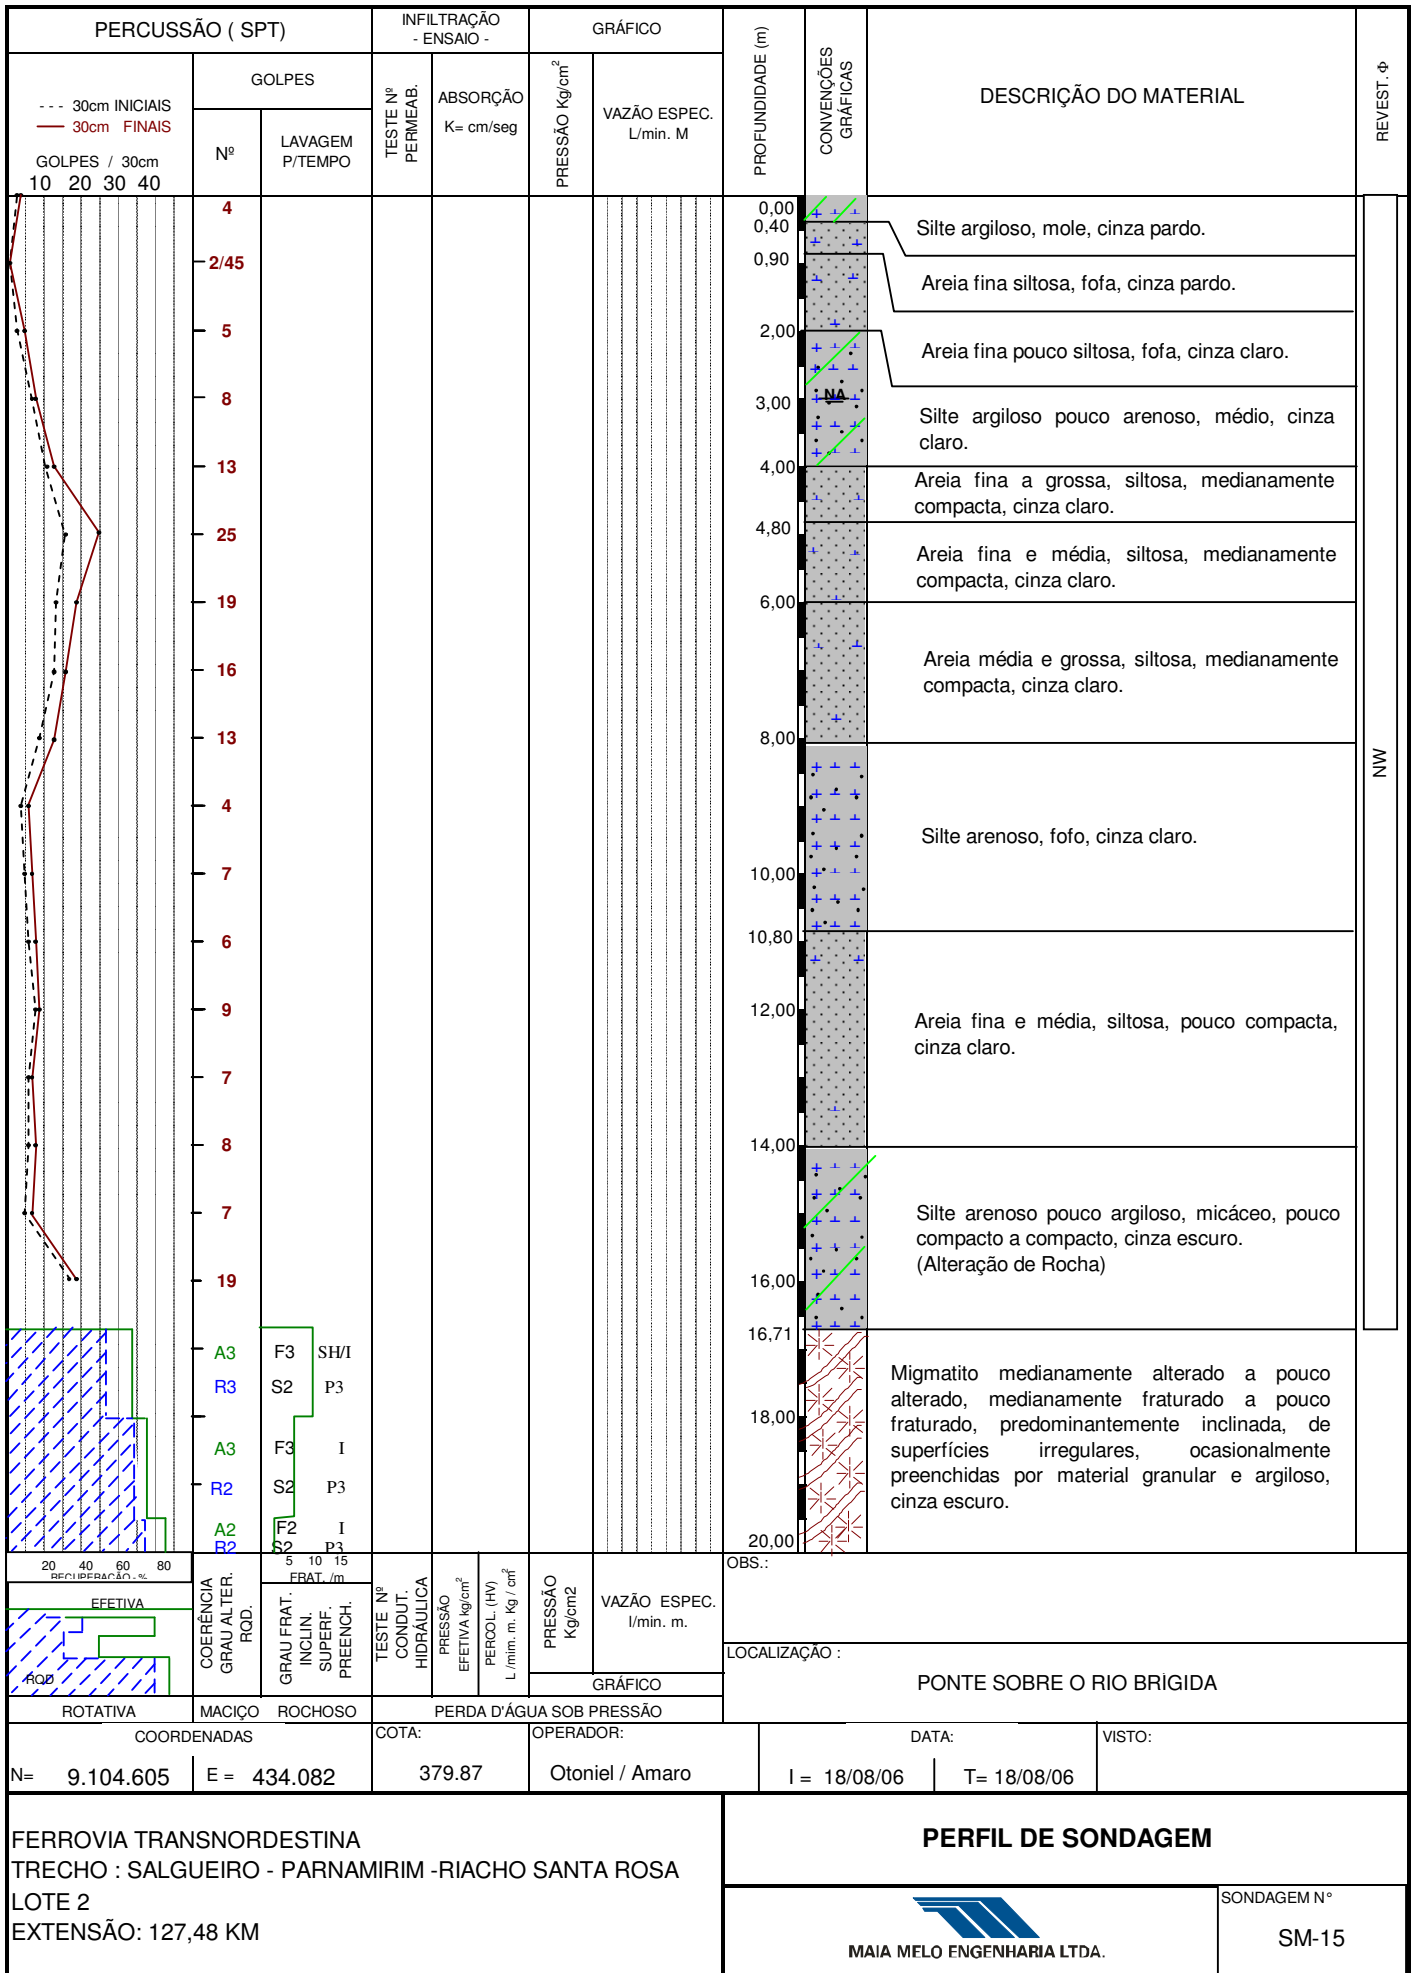 PERCUSSÃO ( SPT)
INFILTRAÇÃO
- ENSAIO -
GRÁFICO
PROFUNDIDADE (m)
CONVENÇÕES
GRÁFICAS
DESCRIÇÃO DO MATERIAL
REVEST. Φ
--- 30cm INICIAIS
30cm FINAIS
GOLPES / 30cm
10 20 30 40
GOLPES
Nº
LAVAGEM
P/TEMPO
TESTE Nº
PERMEAB.
ABSORÇÃO
K= cm/seg
PRESSÃO Kg/cm²
VAZÃO ESPEC.
L/min. M
4
2/45
5
8
13
25
19
16
13
4
7
6
9
7
8
7
19
0,00
0,40
0,90
2,00
3,00
4,00
4,80
6,00
8,00
10,00
10,80
12,00
14,00
16,00
16,71
18,00
20,00
NA
Silte argiloso, mole, cinza pardo.
Areia fina siltosa, fofa, cinza pardo.
Areia fina pouco siltosa, fofa, cinza claro.
Silte argiloso pouco arenoso, médio, cinza
claro.
Areia fina a grossa, siltosa, medianamente
compacta, cinza claro.
Areia fina e média, siltosa, medianamente
compacta, cinza claro.
Areia média e grossa, siltosa, medianamente
compacta, cinza claro.
Silte arenoso, fofo, cinza claro.
Areia fina e média, siltosa, pouco compacta,
cinza claro.
Silte arenoso pouco argiloso, micáceo, pouco
compacto a compacto, cinza escuro.
(Alteração de Rocha)
Migmatito medianamente alterado a pouco
alterado, medianamente fraturado a pouco
fraturado, predominantemente inclinada, de
superfícies irregulares, ocasionalmente
preenchidas por material granular e argiloso,
cinza escuro.
NW
A3 F3 SH/I
R3 S2 P3
A3 F3 I
R2 S2 P3
A2 F2 I
R2 S2 P3
20 40 60 80
RECUPERAÇÃO - %
5 10 15
FRAT. /m
EFETIVA
RQD
COERÊNCIA
GRAU ALTER.
RQD.
GRAU FRAT.
INCLIN.
SUPERF.
PREENCH.
TESTE Nº
CONDUT.
HIDRÁULICA
PRESSÃO
EFETIVA kg/cm²
PERCOL. (HV)
L /mim. m. Kg / cm²
PRESSÃO
Kg/cm2
VAZÃO ESPEC.
l/min. m.
GRÁFICO
OBS.:
LOCALIZAÇÃO :
PONTE SOBRE O RIO BRÍGIDA
ROTATIVA
MACIÇO ROCHOSO
PERDA D'ÁGUA SOB PRESSÃO
COORDENADAS
COTA:
OPERADOR:
DATA:
VISTO:
N= 9.104.605
E = 434.082
379.87
Otoniel / Amaro
I = 18/08/06
T= 18/08/06
FERROVIA TRANSNORDESTINA
TRECHO : SALGUEIRO - PARNAMIRIM -RIACHO SANTA ROSA
LOTE 2
EXTENSÃO: 127,48 KM
PERFIL DE SONDAGEM
MAIA MELO ENGENHARIA LTDA.
SONDAGEM N°
SM-15